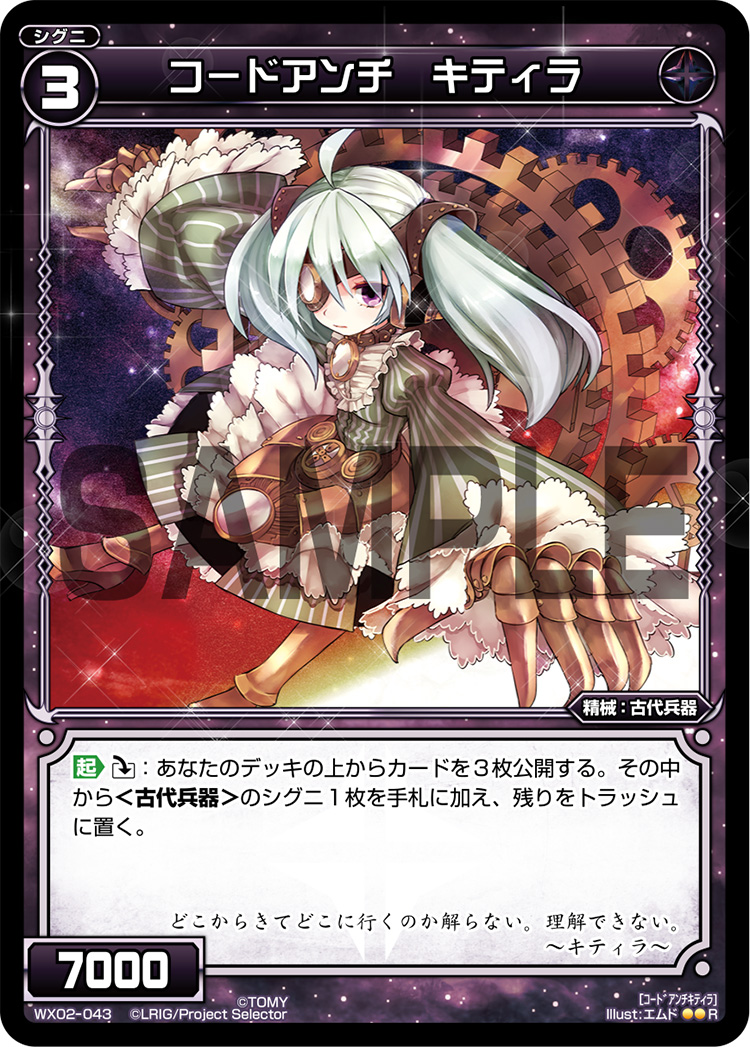 シグニ
3
コードアンチ　キティラ
SAMPLE
精械：古代兵器
起 ：あなたのデッキの上からカードを３枚公開する。その中
から＜古代兵器＞のシグニ１枚を手札に加え、残りをトラッシュ
に置く。
どこからきてどこに行くのか解らない。理解できない。
～キティラ～
7000
©TOMY
[コードアンチキティラ]
WX02-043 ©LRIG/Project Selector
Illust:エムド R